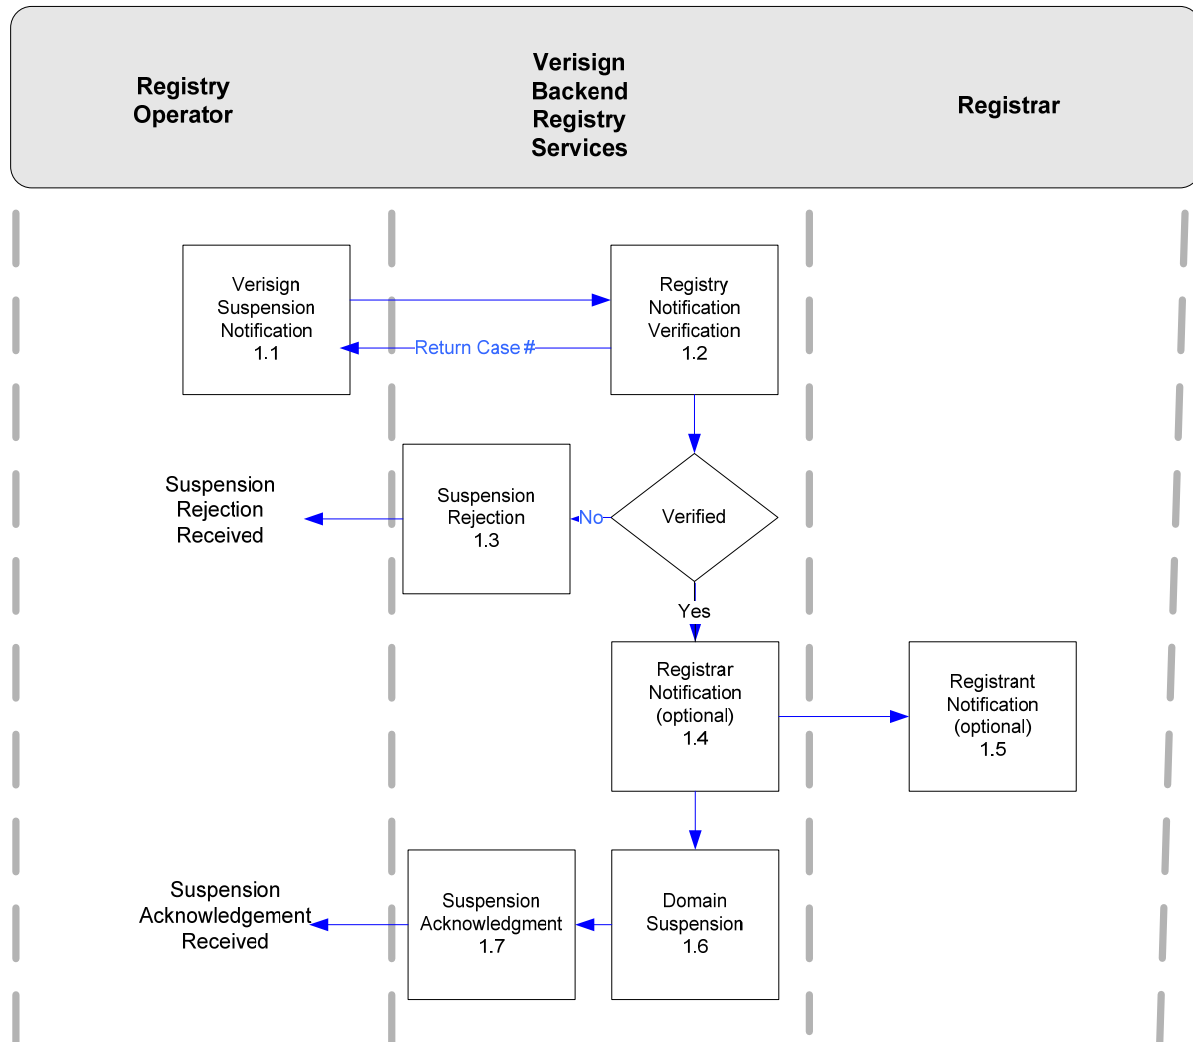 Registry
Operator
Verisign
Backend
Registry
Services
Registrar
Verisign
Suspension
Notification
1.1
Registry
Notification
Verification
1.2
Return Case #
Suspension
Rejection
Received
Suspension
Rejection
1.3
No
Verified
Yes
Registrar
Notification
(optional)
1.4
Registrant
Notification
(optional)
1.5
Suspension
Acknowledgement
Received
Suspension
Acknowledgment
1.7
Domain
Suspension
1.6